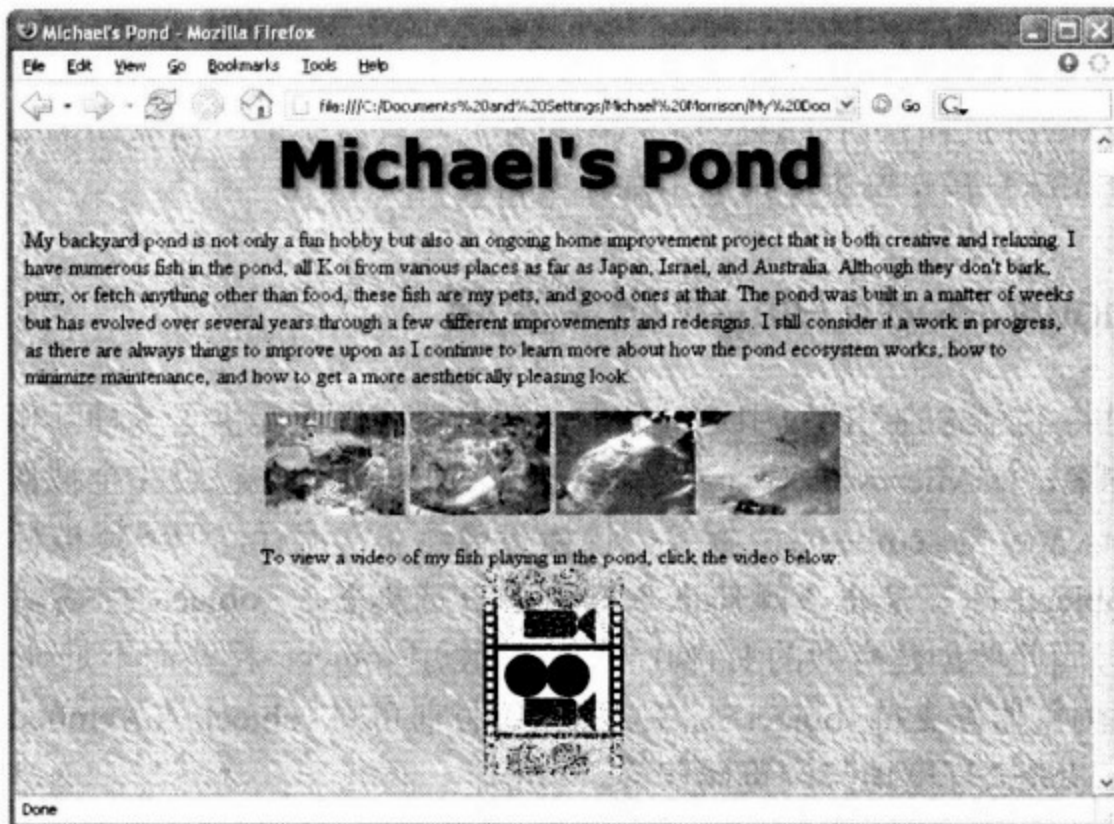 Michael's Pond - Mozilla Firefox
File Edit View Go Bookmarks Tools Help
file:///C:/Documents%20and%20Settings/Michael%20Morrison/My%20Doci Go G
Michael's Pond
My backyard pond is not only a fun hobby but also an ongoing home improvement project that is both creative and relaxing. I
have numerous fish in the pond, all Koi from various places as far as Japan, Israel, and Australia. Although they don't bark,
purr, or fetch anything other than food, these fish are my pets, and good ones at that. The pond was built in a matter of weeks
but has evolved over several years through a few different improvements and redesigns. I still consider it a work in progress,
as there are always things to improve upon as I continue to learn more about how the pond ecosystem works, how to
minimize maintenance, and how to get a more aesthetically pleasing look.
To view a video of my fish playing in the pond, click the video below:
Done